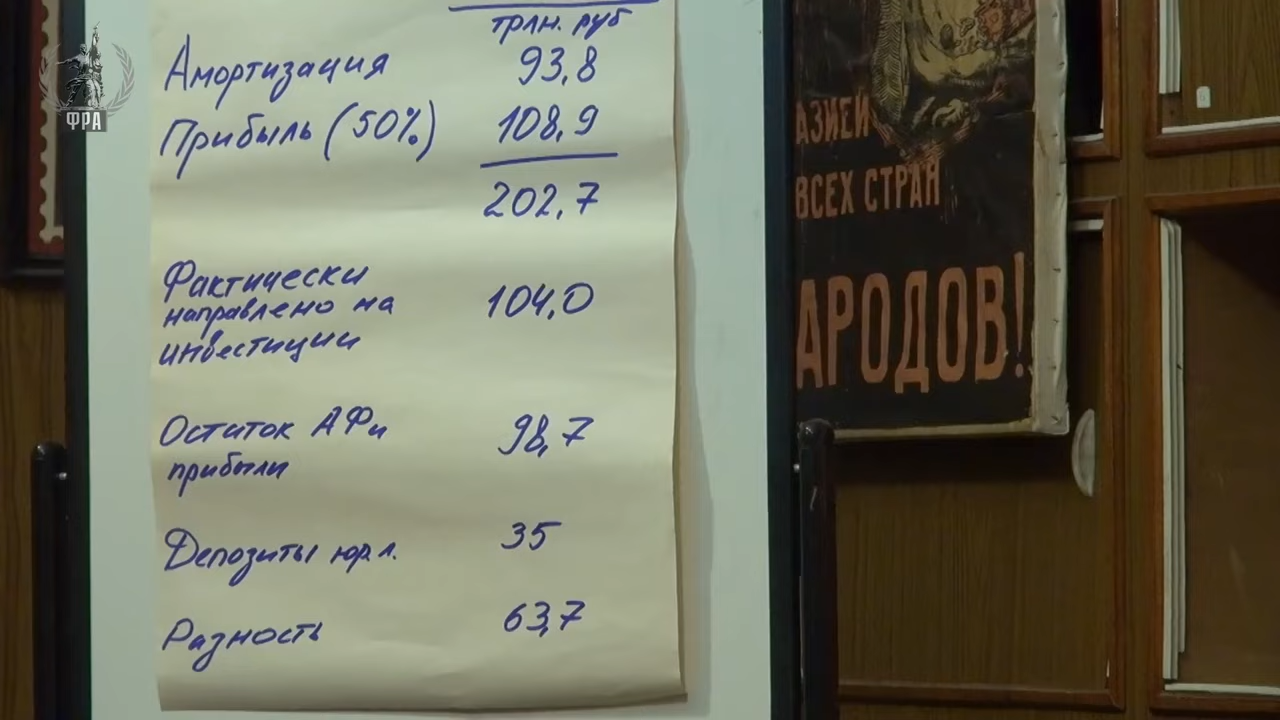 ФРА
трлн. руб
Амортизация 93,8
Прибыль (50%) 108,9
202,7
Фактически
направлено на 104,0
инвестиции
Остаток АФ и 98,7
прибыли
Депозиты юр.л. 35
Разность 63,7
АЗИЕЙ
ВСЕХ СТРАН
АРОДОВ!